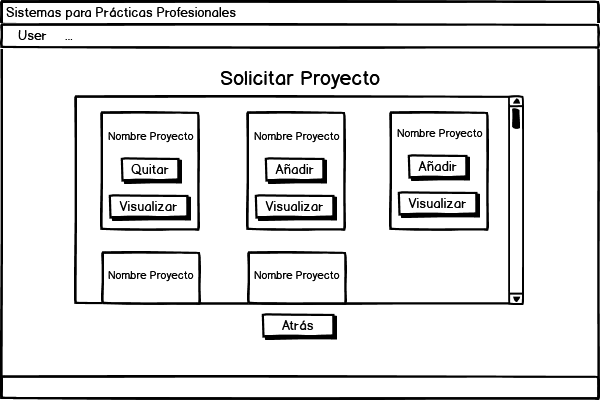 Sistemas para Prácticas Profesionales
User ...
Solicitar Proyecto
Nombre Proyecto Nombre Proyecto Nombre Proyecto
Quitar Añadir Añadir
Visualizar Visualizar Visualizar
Nombre Proyecto Nombre Proyecto
Atrás